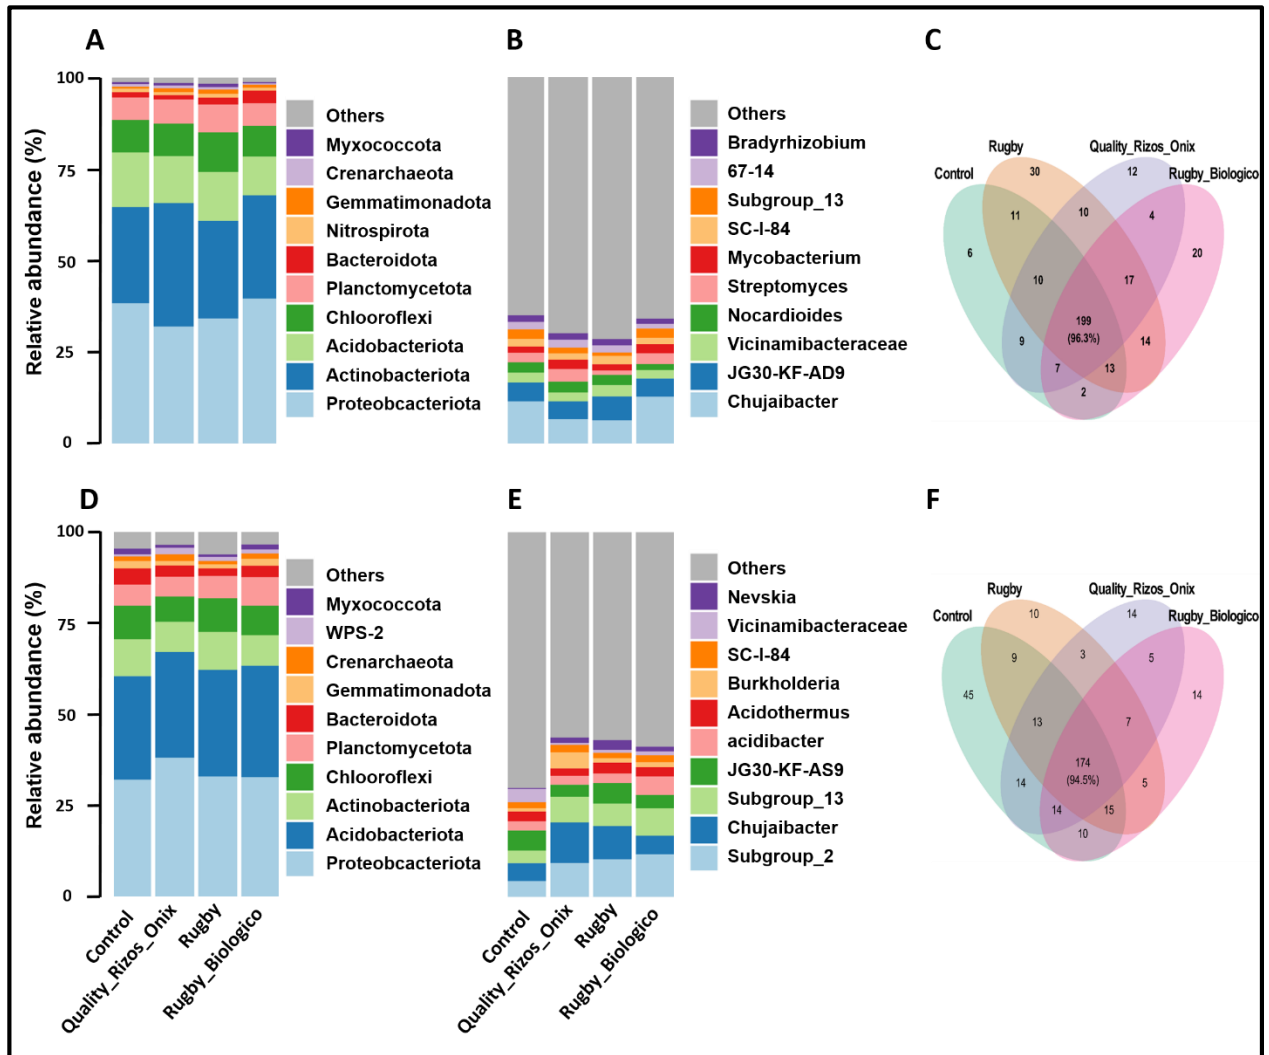 A
B
C
Relative abundance (%)
100
75
50
25
0
Others
Myxococcota
Crenarchaeota
Gemmatimonadota
Nitrospirota
Bacteroidota
Planctomycetota
Chlooroflexi
Acidobacteriota
Actinobacteriota
Proteobcacteriota
Others
Bradyrhizobium
67-14
Subgroup_13
SC-I-84
Mycobacterium
Streptomyces
Nocardioides
Vicinamibacteraceae
JG30-KF-AD9
Chujaibacter
Control
Rugby
Quality_Rizos_Onix
Rugby_Biologico
30
12
11
10
4
6
20
10
17
199
(96.3%)
9
14
7
13
2
D
E
F
Relative abundance (%)
100
75
50
25
0
Others
Myxococcota
WPS-2
Crenarchaeota
Gemmatimonadota
Bacteroidota
Planctomycetota
Chlooroflexi
Actinobacteriota
Acidobacteriota
Proteobcacteriota
Others
Nevskia
Vicinamibacteraceae
SC-I-84
Burkholderia
Acidothermus
acidibacter
JG30-KF-AS9
Subgroup_13
Chujaibacter
Subgroup_2
Control
Rugby
Quality_Rizos_Onix
Rugby_Biologico
10
14
9
3
5
45
14
13
7
174
(94.5%)
14
5
14
15
10
Control
Quality_Rizos_Onix
Rugby
Rugby_Biologico
Control
Quality_Rizos_Onix
Rugby
Rugby_Biologico